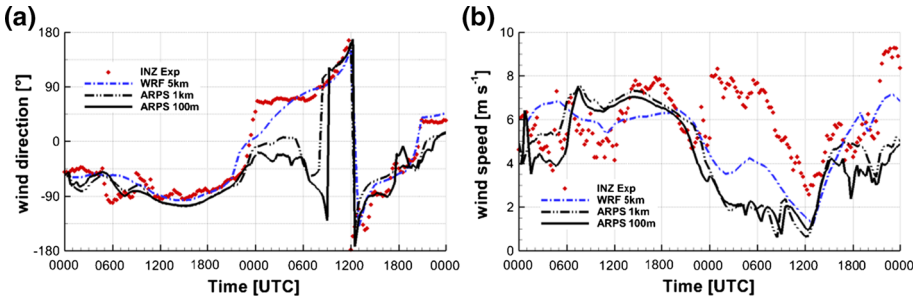 (a)
180
90
0
-90
-180
wind direction [°]
INZ Exp
WRF 5km
ARPS 1km
ARPS 100m
0000 0600 1200 1800 0000 0600 1200 1800 0000
Time [UTC]
(b)
10
8
6
4
2
0
wind speed [m s⁻¹]
INZ Exp
WRF 5km
ARPS 1km
ARPS 100m
0000 0600 1200 1800 0000 0600 1200 1800 0000
Time [UTC]